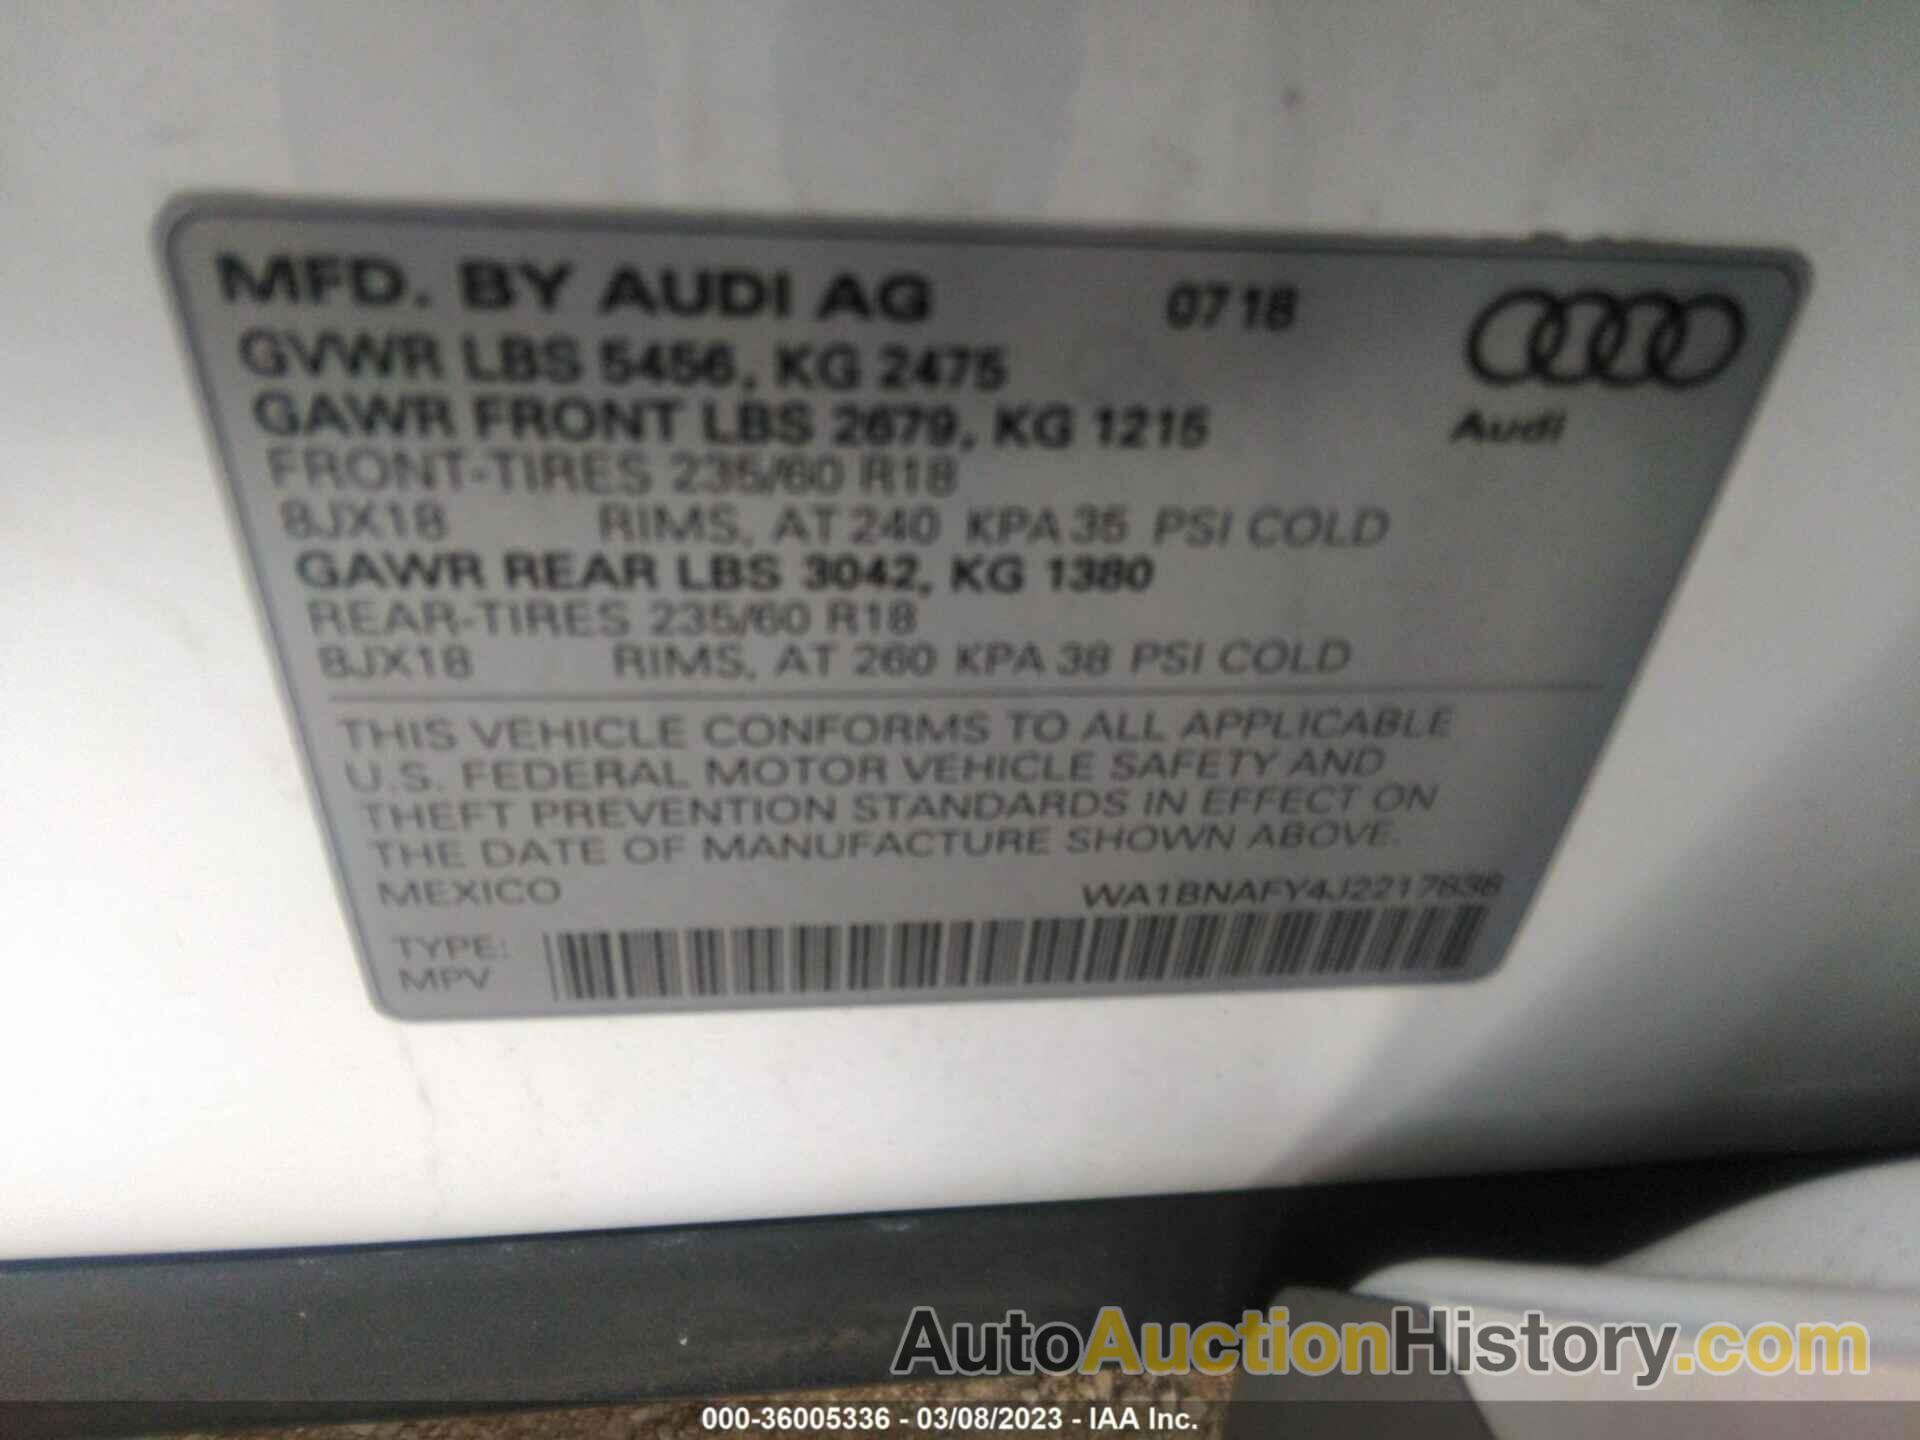 MFD. BY AUDI AG 0718
GVWR LBS 5456, KG 2475
GAWR FRONT LBS 2679, KG 1215
Audi
FRONT-TIRES 235/60 R18
8JX18 RIMS, AT 240 KPA 35 PSI COLD
GAWR REAR LBS 3042, KG 1380
REAR-TIRES 235/60 R18
8JX18 RIMS, AT 260 KPA 38 PSI COLD
THIS VEHICLE CONFORMS TO ALL APPLICABLE
U.S. FEDERAL MOTOR VEHICLE SAFETY AND
THEFT PREVENTION STANDARDS IN EFFECT ON
THE DATE OF MANUFACTURE SHOWN ABOVE.
MEXICO WA1BNAFY4J2217838
TYPE:
MPV
AutoAuctionHistory.com
000-36005336 - 03/08/2023 - IAA Inc.